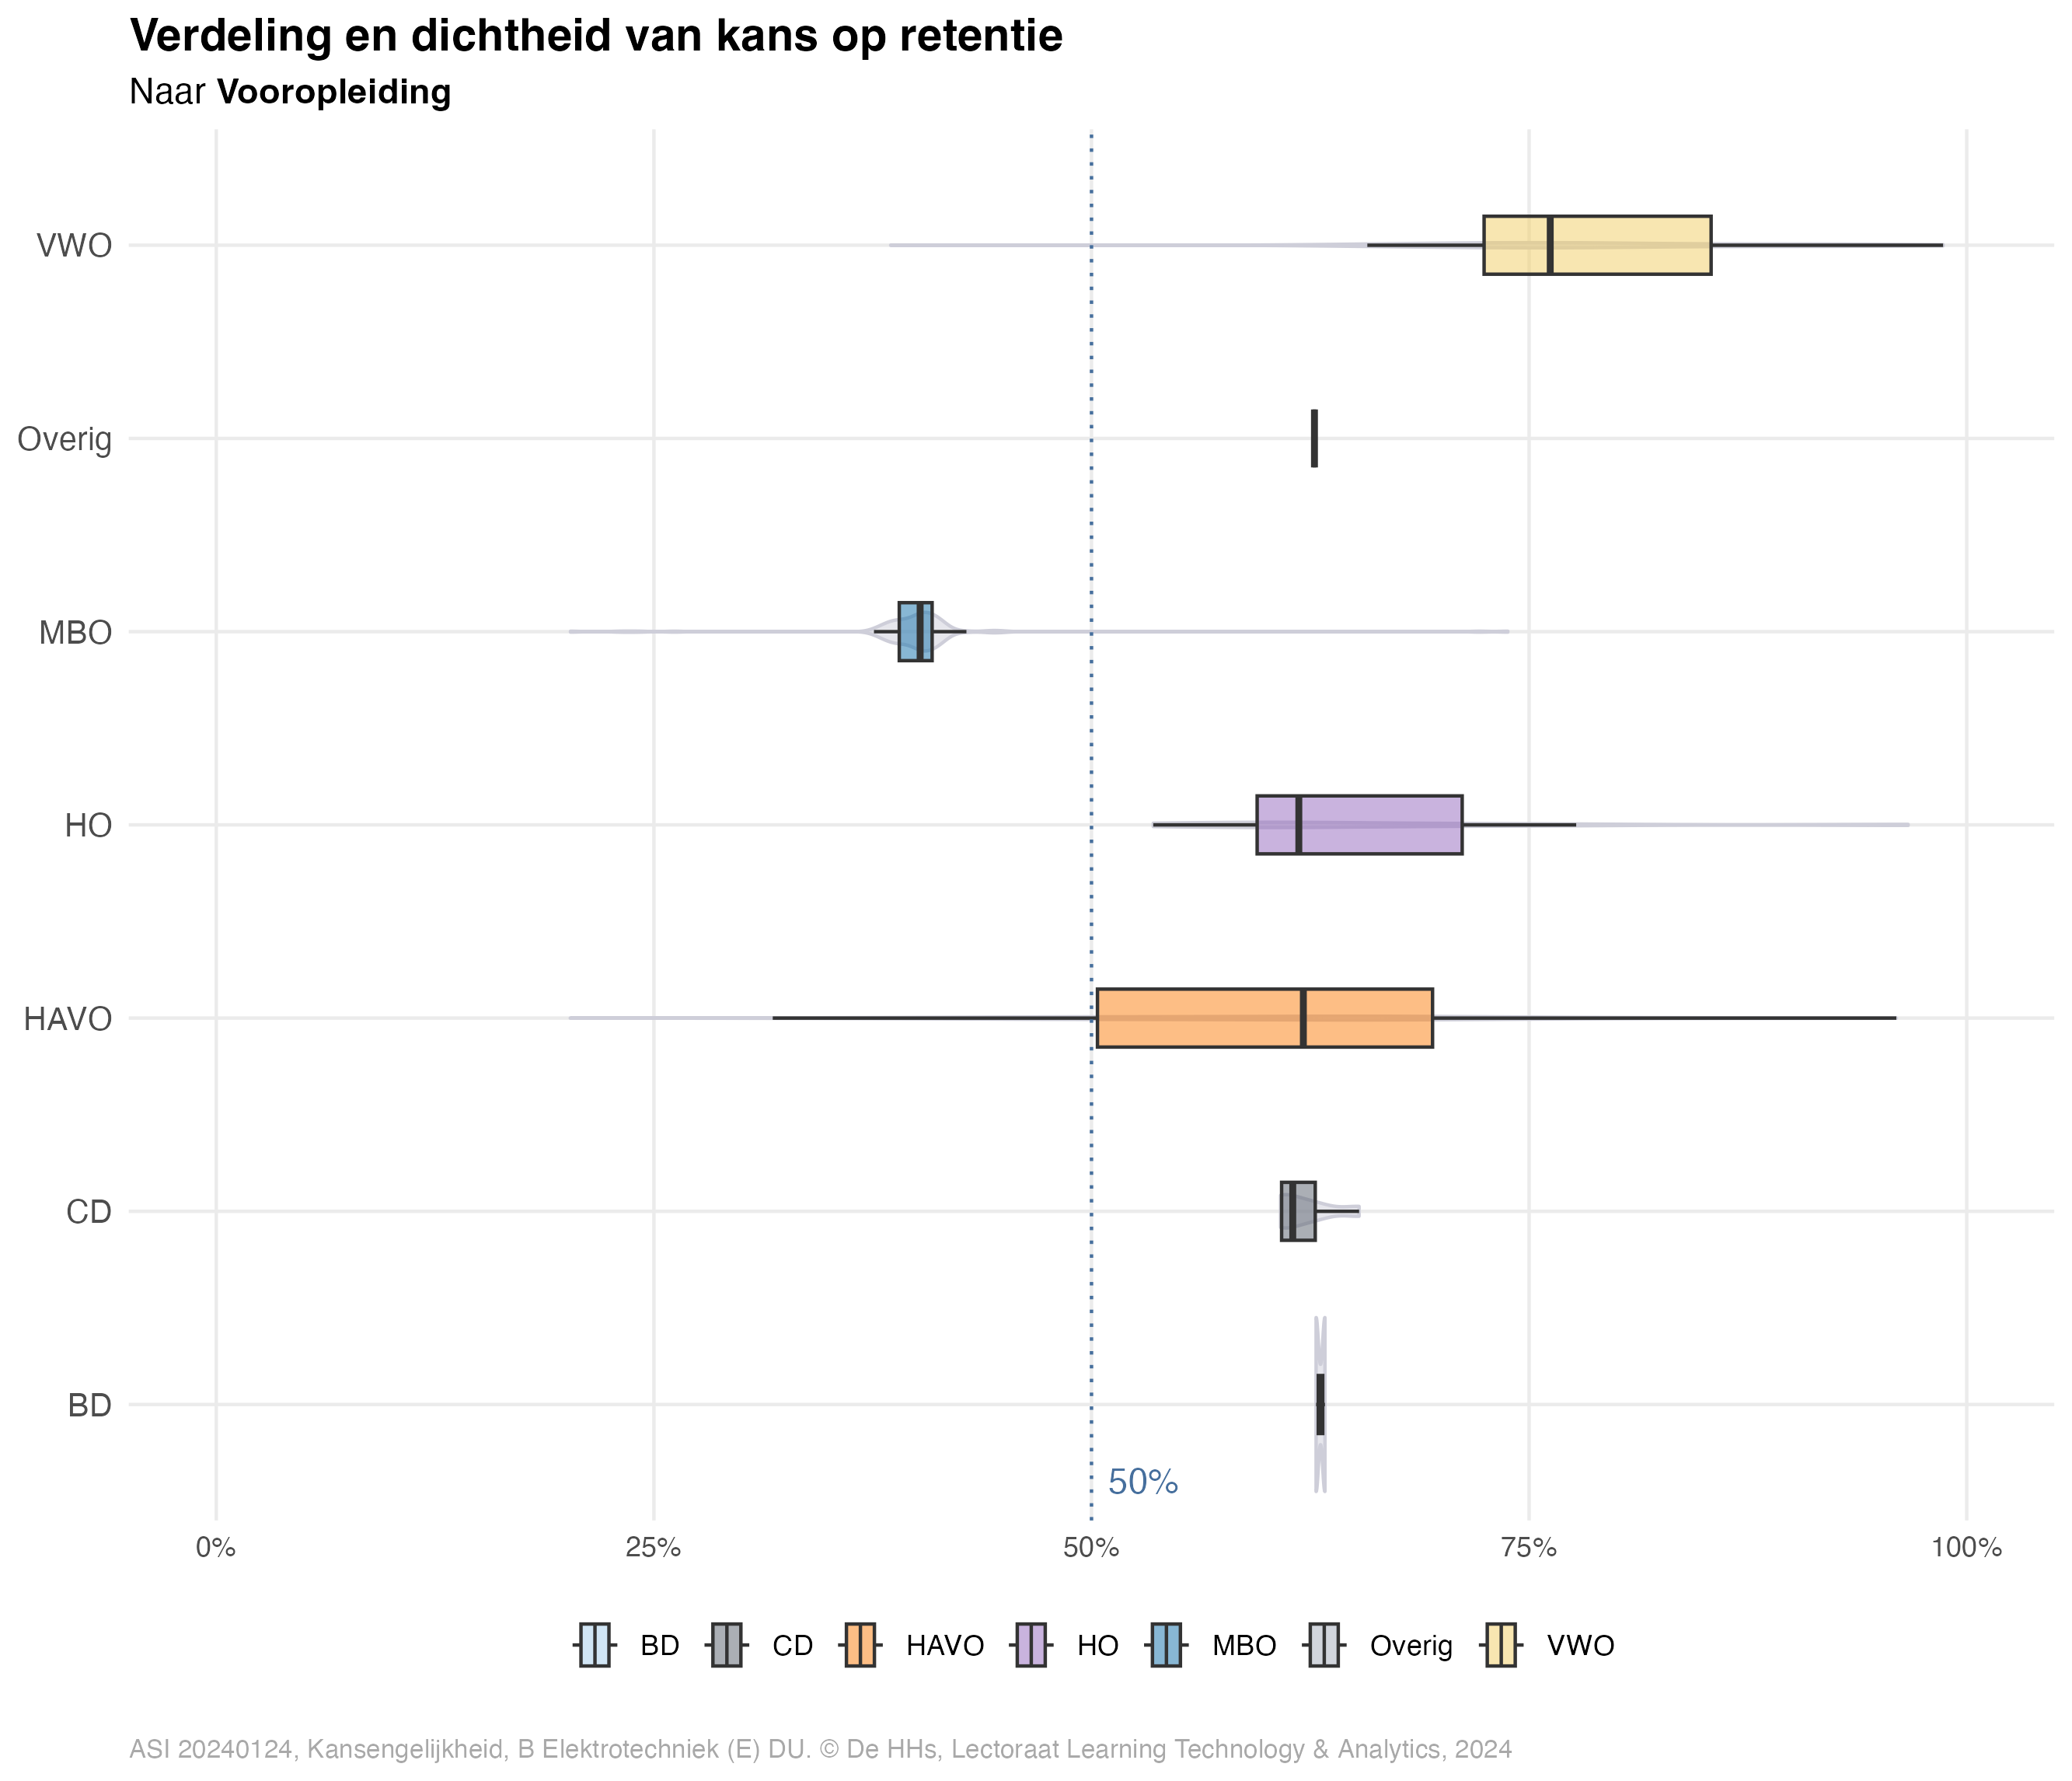 Verdeling en dichtheid van kans op retentie
Naar Vooropleiding
VWO
Overig
MBO
HO
HAVO
CD
BD
50%
0% 25% 50% 75% 100%
BD CD HAVO HO MBO Overig VWO
ASI 20240124, Kansengelijkheid, B Elektrotechniek (E) DU. © De HHs, Lectoraat Learning Technology & Analytics, 2024